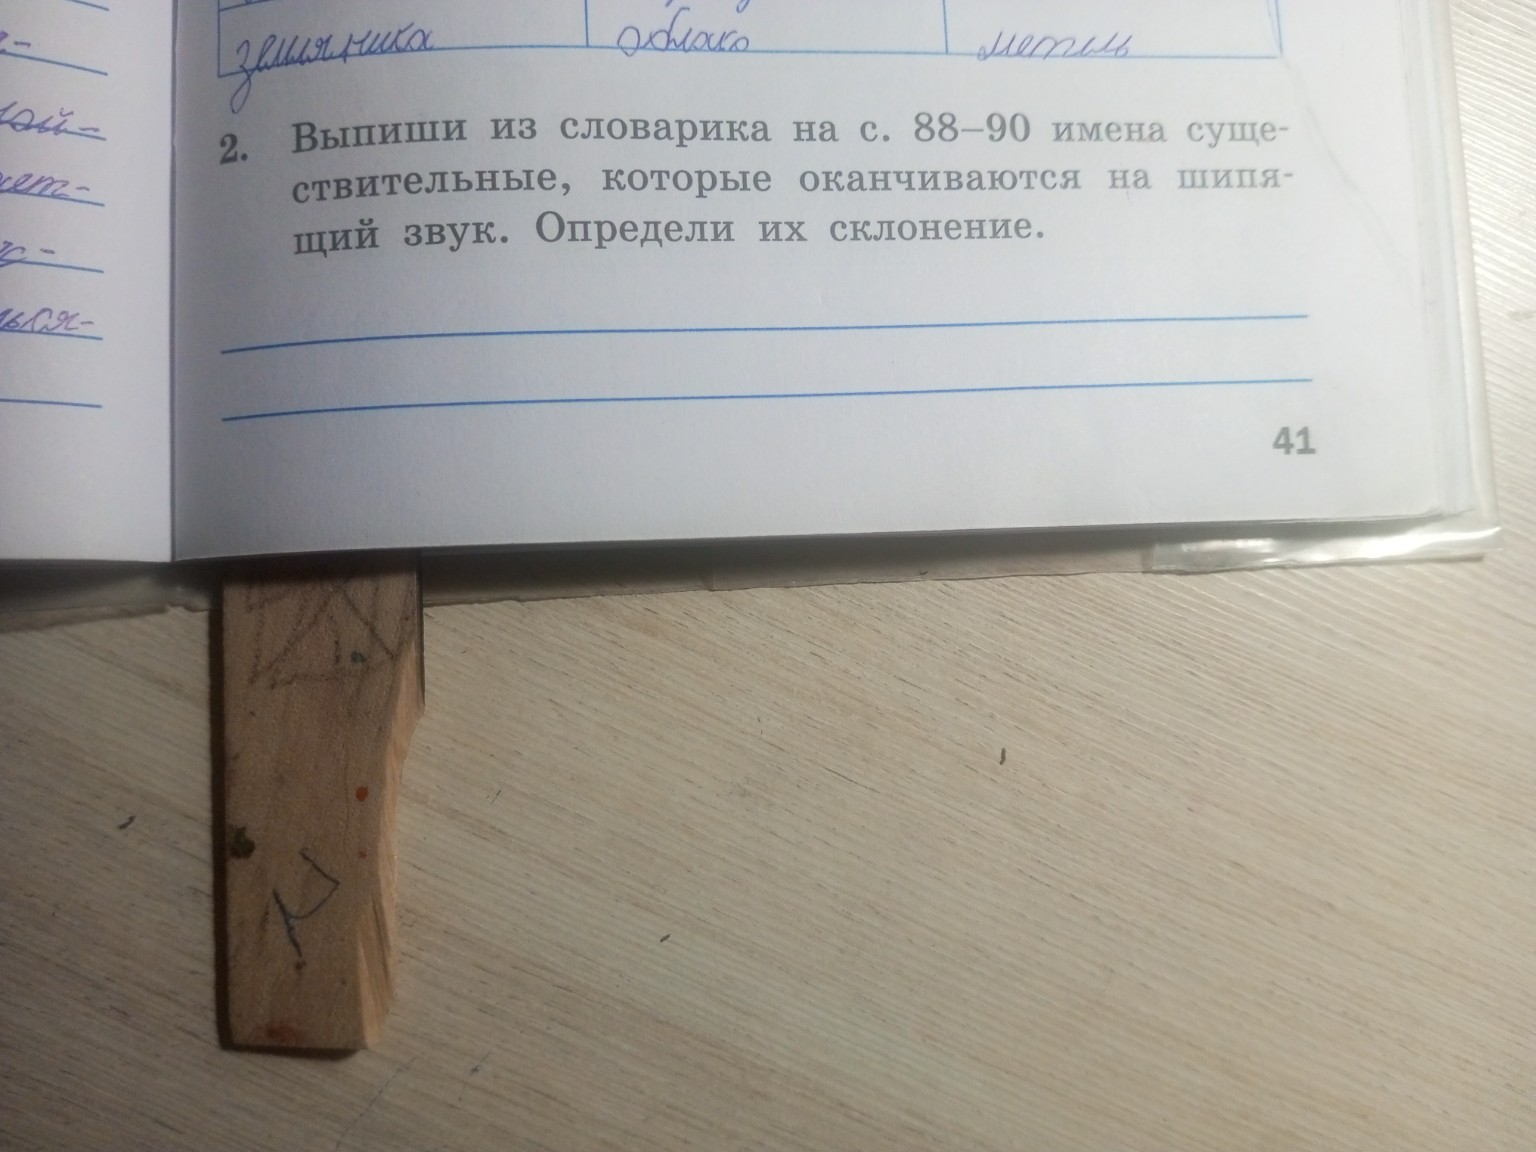 земляника облако метель
2. Выпиши из словарика на с. 88–90 имена суще-
ствительные, которые оканчиваются на шипя-
щий звук. Определи их склонение.
41